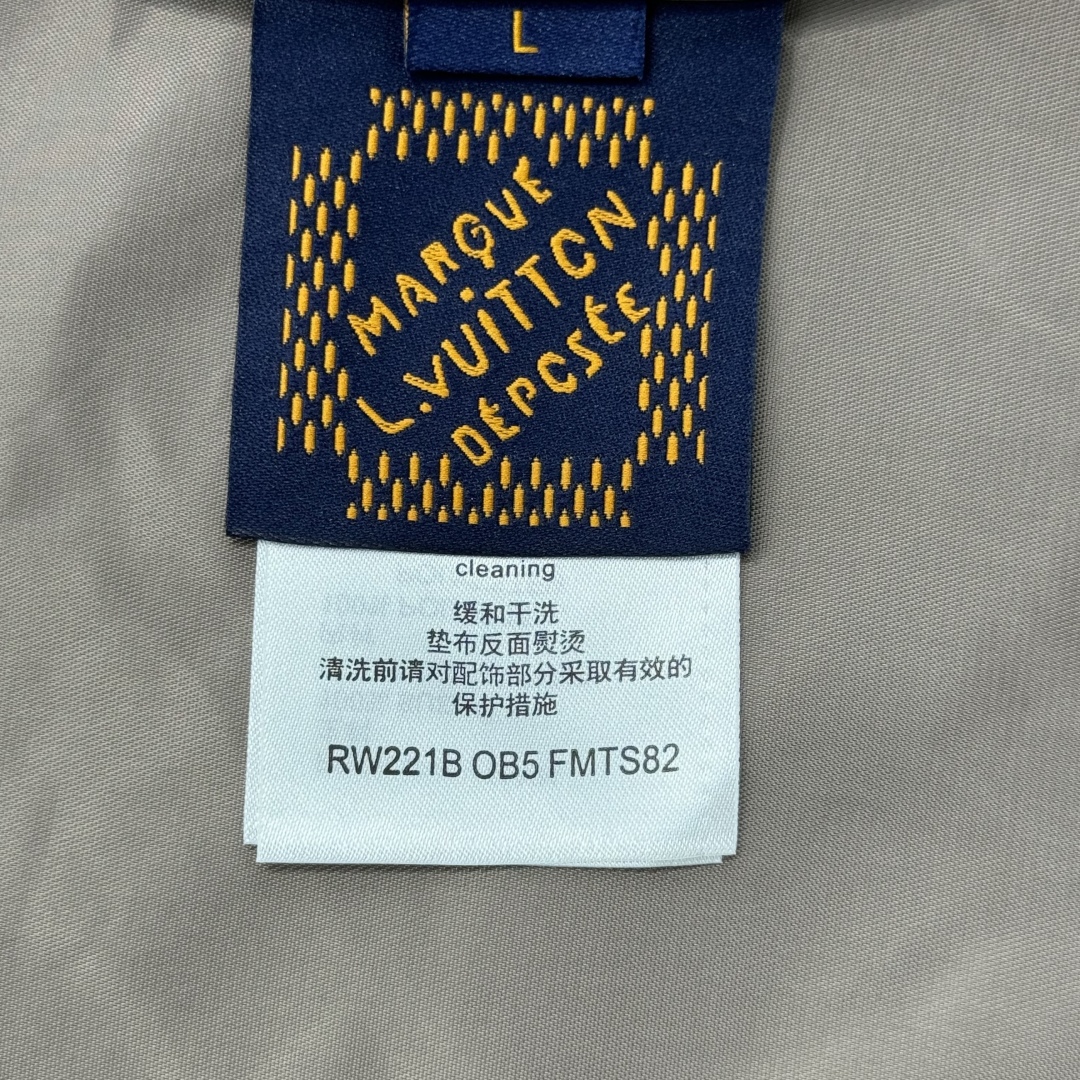 L
MARQUE
L.VUITTON
DÉPOSÉE
cleaning
缓和干洗
垫布反面熨烫
清洗前请对配饰部分采取有效的
保护措施
RW221B OB5 FMTS82